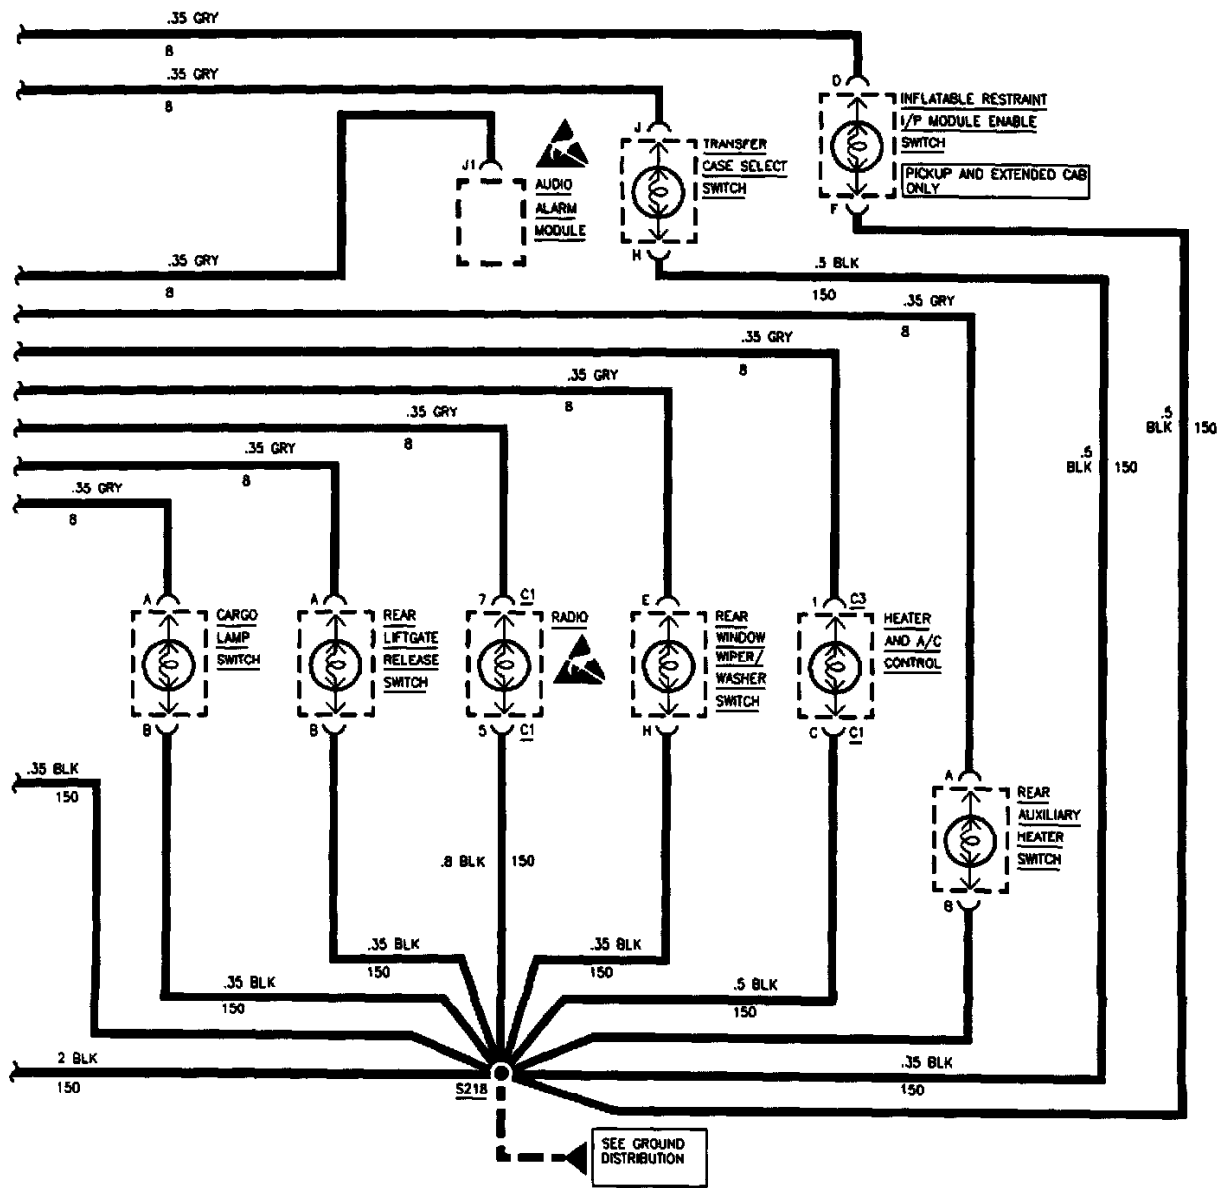 .35 GRY
8
.35 GRY
8
D
INFLATABLE RESTRAINT
I/P MODULE ENABLE
SWITCH
PICKUP AND EXTENDED CAB
ONLY
F
J
TRANSFER
CASE SELECT
SWITCH
H
J1
AUDIO
ALARM
MODULE
.35 GRY
8
.5 BLK
150
.35 GRY
8
.35 GRY
8
.35 GRY
8
.35 GRY
8
.35 GRY
8
.35 GRY
8
.5
BLK
150
.5
BLK
150
A
CARGO
LAMP
SWITCH
B
A
REAR
LIFTGATE
RELEASE
SWITCH
B
7
C1
RADIO
5
C1
E
REAR
WINDOW
WIPER/
WASHER
SWITCH
H
1
C3
HEATER
AND A/C
CONTROL
C
C1
A
REAR
AUXILIARY
HEATER
SWITCH
B
.35 BLK
150
.8 BLK
150
.35 BLK
150
.35 BLK
150
.35 BLK
150
.5 BLK
150
2 BLK
150
.35 BLK
150
S218
SEE GROUND
DISTRIBUTION